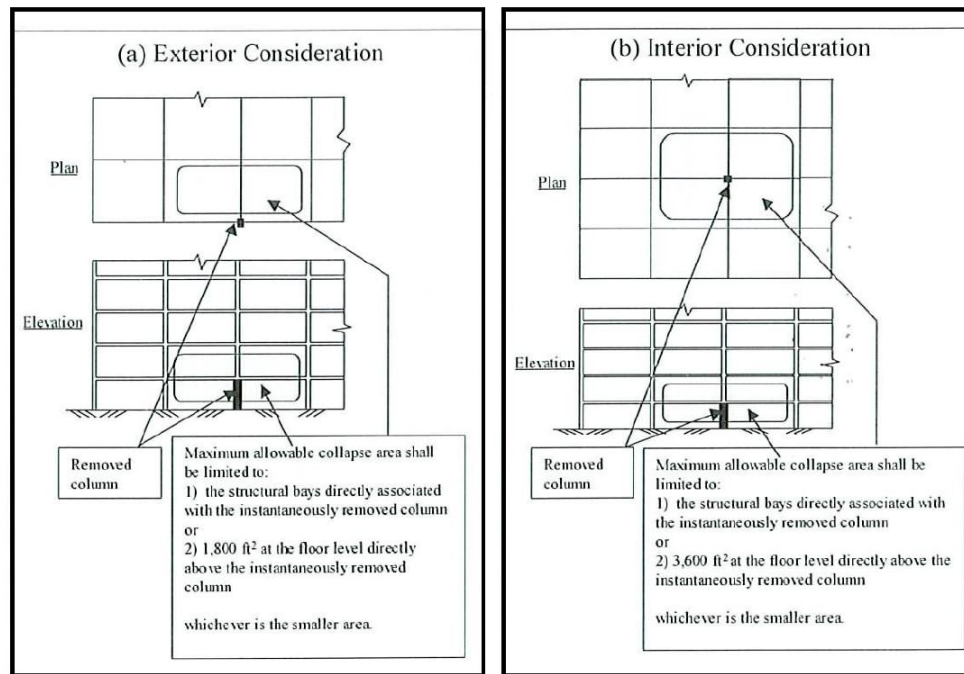 (a) Exterior Consideration
Plan
Elevation
Removed
column
Maximum allowable collapse area shall
be limited to:
1) the structural bays directly associated
with the instantaneously removed column
or
2) 1,800 ft² at the floor level directly
above the instantaneously removed
column
whichever is the smaller area.
(b) Interior Consideration
Plan
Elevation
Removed
column
Maximum allowable collapse area shall be
limited to:
1) the structural bays directly associated with
the instantaneously removed column
or
2) 3,600 ft² at the floor level directly above the
instantaneously removed column
whichever is the smaller area.